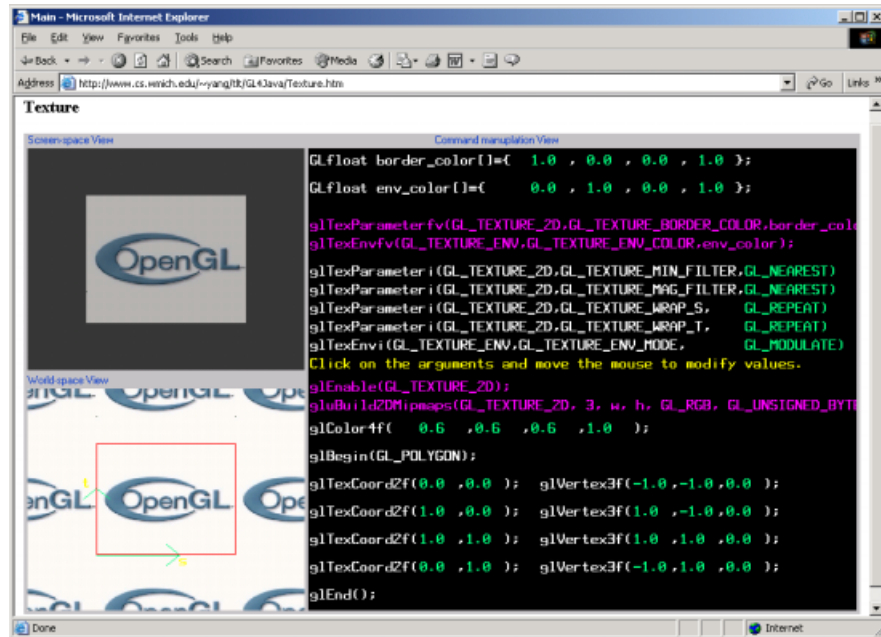 Main - Microsoft Internet Explorer
File Edit View Favorites Tools Help
Back Search Favorites Media
Address http://www.cs.wmich.edu/~yang/tlt/GL4Java/Texture.htm Go Links
Texture
Screen-space View
Command manuplation View
OpenGL
GLfloat border_color[]={ 1.0 , 0.0 , 0.0 , 1.0 };
GLfloat env_color[]={ 0.0 , 1.0 , 0.0 , 1.0 };
glTexParameterfv(GL_TEXTURE_2D,GL_TEXTURE_BORDER_COLOR,border_colo
glTexEnvfv(GL_TEXTURE_ENV,GL_TEXTURE_ENV_COLOR,env_color);
glTexParameteri(GL_TEXTURE_2D,GL_TEXTURE_MIN_FILTER,GL_NEAREST)
glTexParameteri(GL_TEXTURE_2D,GL_TEXTURE_MAG_FILTER,GL_NEAREST)
glTexParameteri(GL_TEXTURE_2D,GL_TEXTURE_WRAP_S, GL_REPEAT)
glTexParameteri(GL_TEXTURE_2D,GL_TEXTURE_WRAP_T, GL_REPEAT)
glTexEnvi(GL_TEXTURE_ENV,GL_TEXTURE_ENV_MODE, GL_MODULATE)
Click on the arguments and move the mouse to modify values.
glEnable(GL_TEXTURE_2D);
gluBuild2DMipmaps(GL_TEXTURE_2D, 3, w, h, GL_RGB, GL_UNSIGNED_BYTE
glColor4f( 0.6 ,0.6 ,0.6 ,1.0 );
glBegin(GL_POLYGON);
glTexCoord2f(0.0 ,0.0 ); glVertex3f(-1.0 ,-1.0 ,0.0 );
glTexCoord2f(1.0 ,0.0 ); glVertex3f(1.0 ,-1.0 ,0.0 );
glTexCoord2f(1.0 ,1.0 ); glVertex3f(1.0 ,1.0 ,0.0 );
glTexCoord2f(0.0 ,1.0 ); glVertex3f(-1.0 ,1.0 ,0.0 );
glEnd();
World-space View
t
enGL OpenGL Ope
s
Done Internet